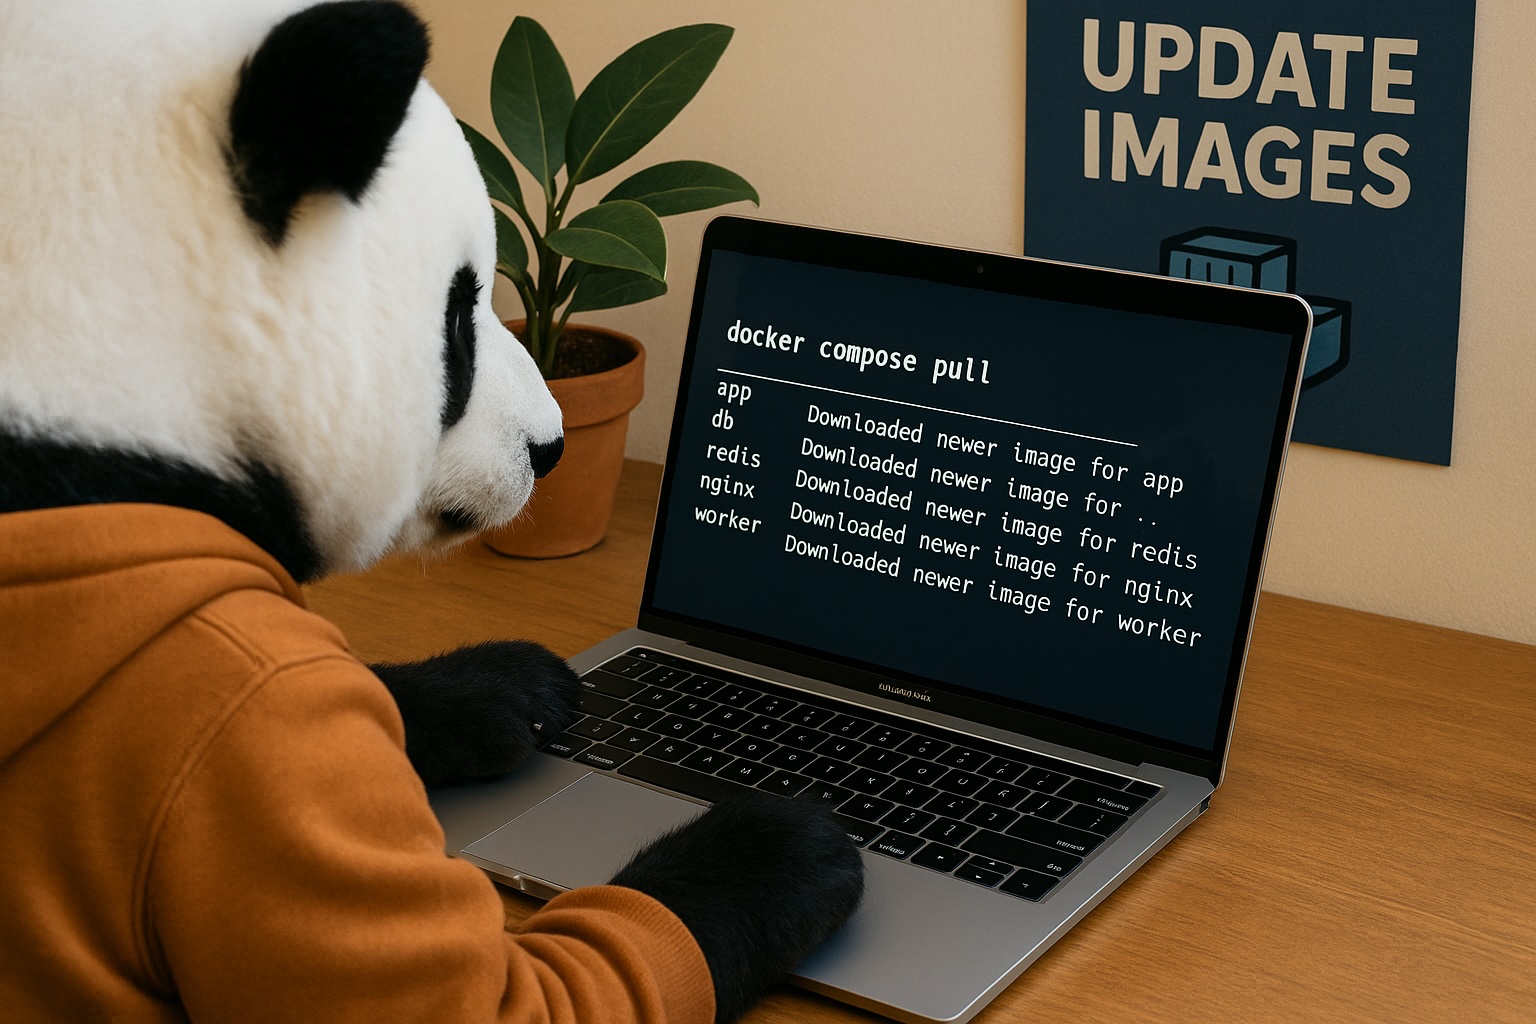 UPDATE
IMAGES
docker compose pull
app Downloaded newer image for app
db Downloaded newer image for ..
redis Downloaded newer image for redis
nginx Downloaded newer image for nginx
worker Downloaded newer image for worker